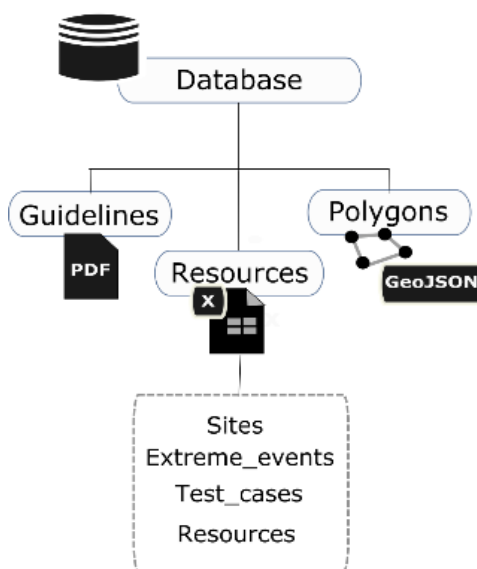 Database
Guidelines
Polygons
PDF
Resources
GeoJSON
X
Sites
Extreme_events
Test_cases
Resources